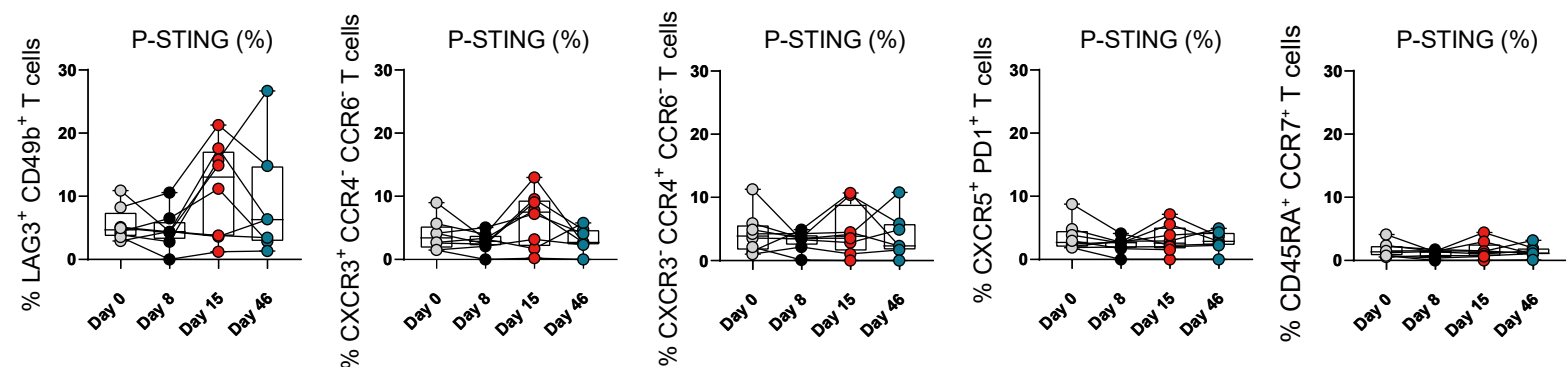 % LAG3⁺ CD49b⁺ T cells
P-STING (%)
30
20
10
0
Day 0
Day 8
Day 15
Day 46
% CXCR3⁺ CCR4⁻ CCR6⁻ T cells
P-STING (%)
30
20
10
0
Day 0
Day 8
Day 15
Day 46
% CXCR3⁻ CCR4⁺ CCR6⁻ T cells
P-STING (%)
30
20
10
0
Day 0
Day 8
Day 15
Day 46
% CXCR5⁺ PD1⁺ T cells
P-STING (%)
30
20
10
0
Day 0
Day 8
Day 15
Day 46
% CD45RA⁺ CCR7⁺ T cells
P-STING (%)
30
20
10
0
Day 0
Day 8
Day 15
Day 46